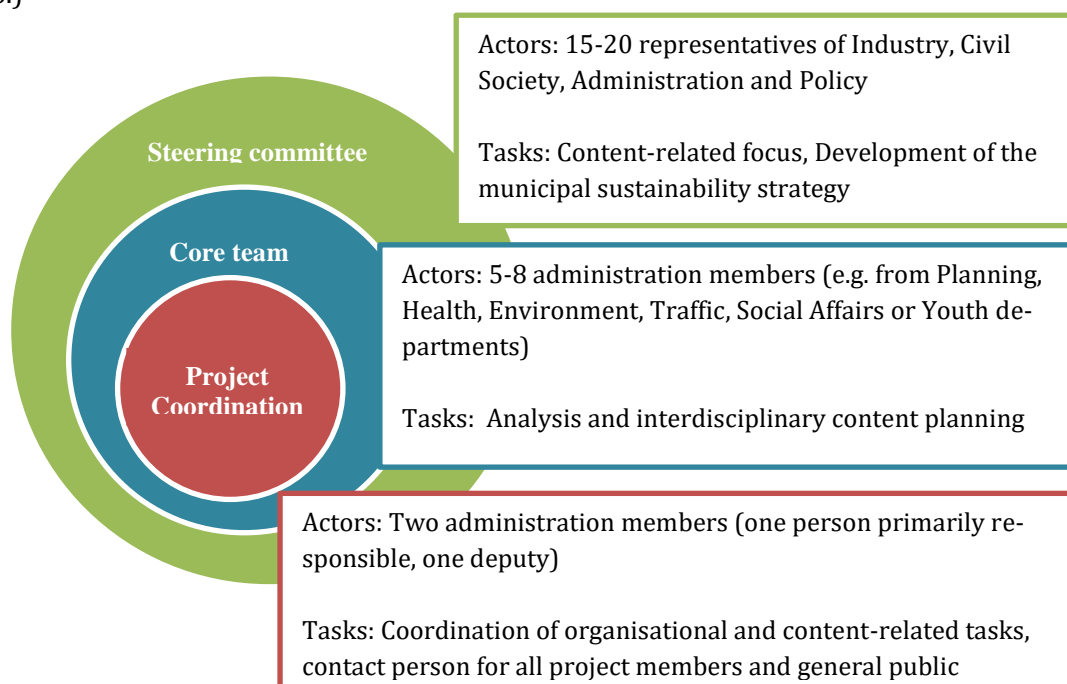 Actors: 15-20 representatives of Industry, Civil
Society, Administration and Policy
Tasks: Content-related focus, Development of the
municipal sustainability strategy
Steering committee
Actors: 5-8 administration members (e.g. from Planning,
Health, Environment, Traffic, Social Affairs or Youth de-
partments)
Tasks: Analysis and interdisciplinary content planning
Core team
Project
Coordination
Actors: Two administration members (one person primarily re-
sponsible, one deputy)
Tasks: Coordination of organisational and content-related tasks,
contact person for all project members and general public